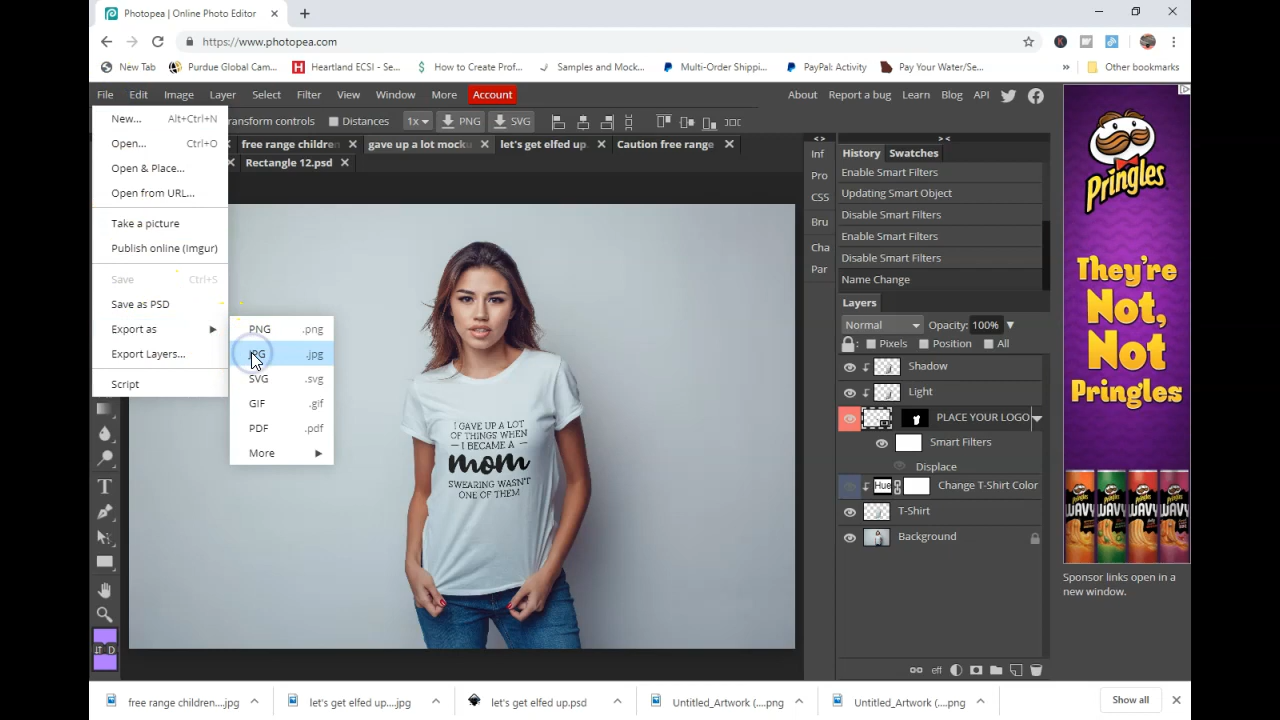 Photopea | Online Photo Editor
https://www.photopea.com
New Tab
Purdue Global Cam...
Heartland ECSI - Se...
How to Create Prof...
Samples and Mock...
Multi-Order Shippi...
PayPal: Activity
Pay Your Water/Se...
»
Other bookmarks
File Edit Image Layer Select Filter View Window More Account
About Report a bug Learn Blog API
ransform controls Distances 1x PNG SVG
free range children
gave up a lot mocku
let's get elfed up.
Caution free range
Rectangle 12.psd
New... Alt+Ctrl+N
Open... Ctrl+O
Open & Place...
Open from URL...
Take a picture
Publish online (Imgur)
Save Ctrl+S
Save as PSD
Export as
Export Layers...
Script
PNG .png
JPG .jpg
SVG .svg
GIF .gif
PDF .pdf
More
I GAVE UP A LOT
OF THINGS WHEN
I BECAME A
mom
SWEARING WASN'T
ONE OF THEM
< >
Inf
Pro
CSS
Bru
Cha
Par
> <
History Swatches
Enable Smart Filters
Updating Smart Object
Disable Smart Filters
Enable Smart Filters
Disable Smart Filters
Name Change
Layers
Normal Opacity: 100%
Pixels Position All
Shadow
Light
PLACE YOUR LOGO
Smart Filters
Displace
Hue Change T-Shirt Color
T-Shirt
Background
eff
Pringles
They're
Not,
Not
Pringles
WAVY WAVY WAVY WAVY
Sponsor links open in a
new window.
free range children....jpg
let's get elfed up....jpg
let's get elfed up.psd
Untitled_Artwork (....png
Untitled_Artwork (....png
Show all